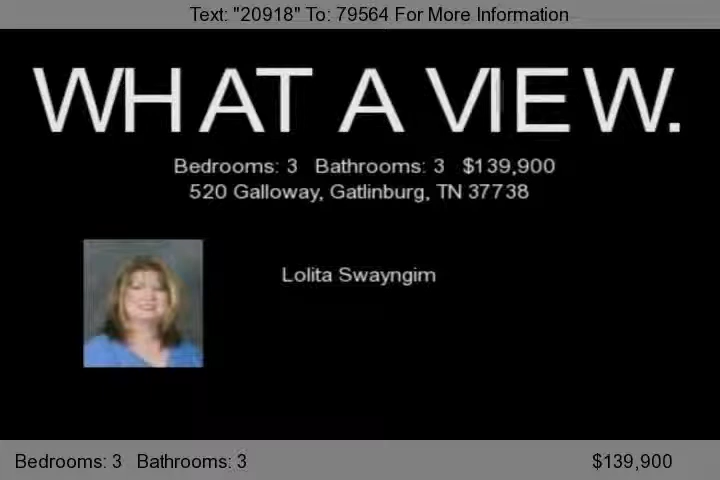 Text: "20918" To: 79564 For More Information
WHAT A VIEW.
Bedrooms: 3 Bathrooms: 3 $139,900
520 Galloway, Gatlinburg, TN 37738
Lolita Swayngim
Bedrooms: 3 Bathrooms: 3 $139,900